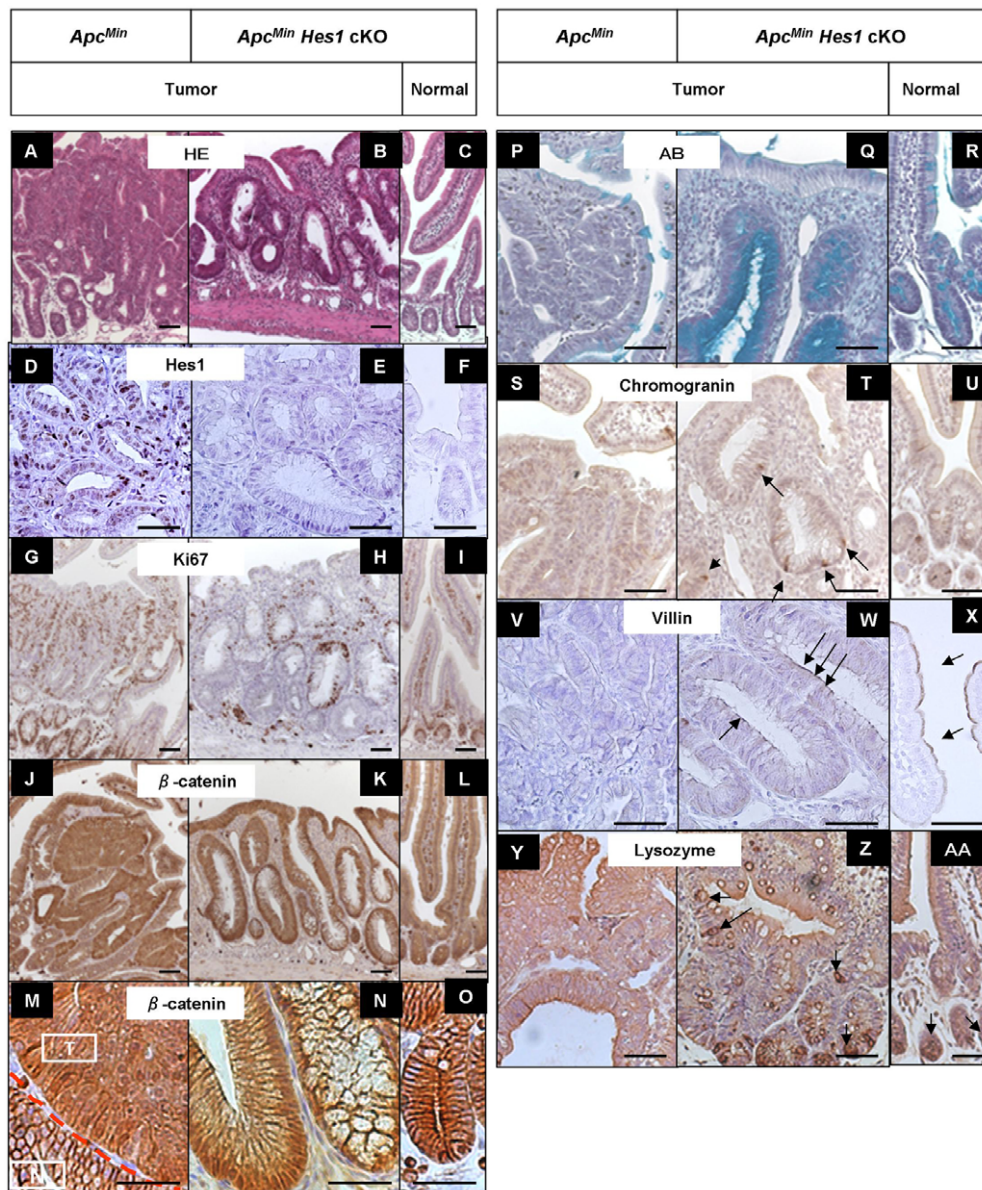 Apc^Min Apc^Min Hes1 cKO
Tumor Normal
A HE B C
D Hes1 E F
G Ki67 H I
J β-catenin K L
M β-catenin N O
T
N
Apc^Min Apc^Min Hes1 cKO
Tumor Normal
P AB Q R
S Chromogranin T U
V Villin W X
Y Lysozyme Z AA